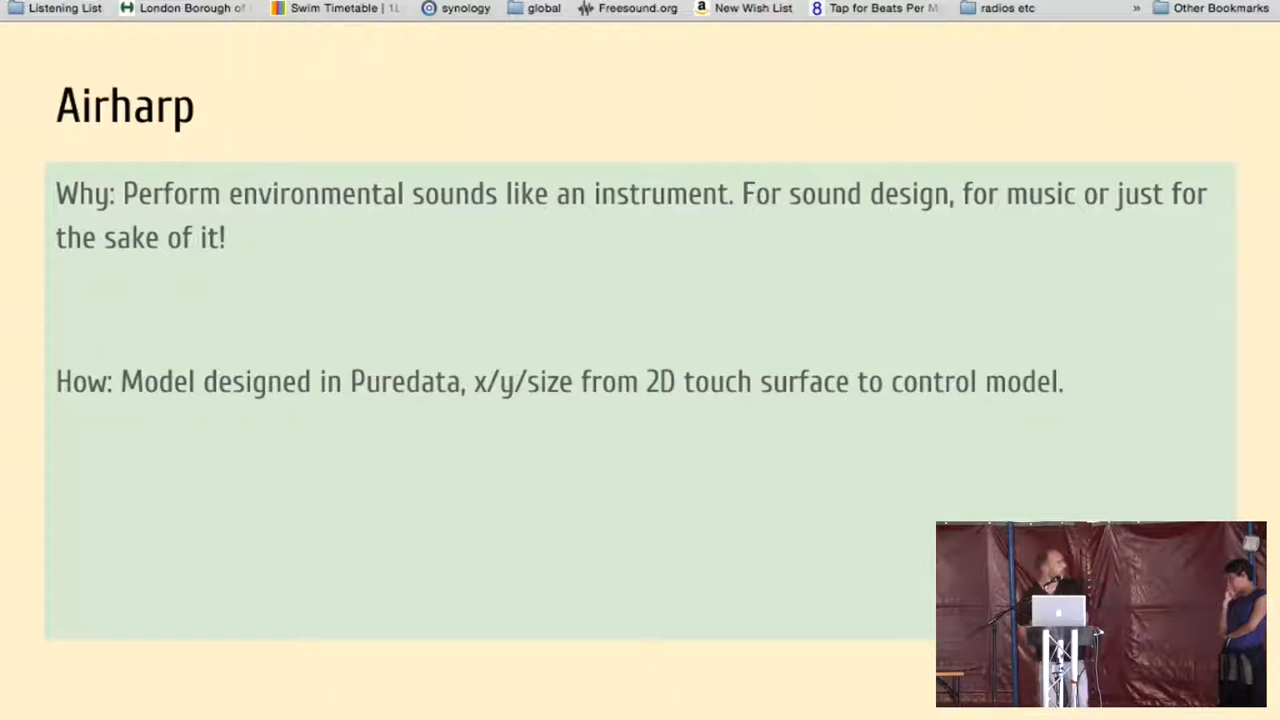 Listening List London Borough of Swim Timetable | 1 synology global Freesound.org New Wish List 8 Tap for Beats Per M radios etc » Other Bookmarks
Airharp
Why: Perform environmental sounds like an instrument. For sound design, for music or just for
the sake of it!
How: Model designed in Puredata, x/y/size from 2D touch surface to control model.